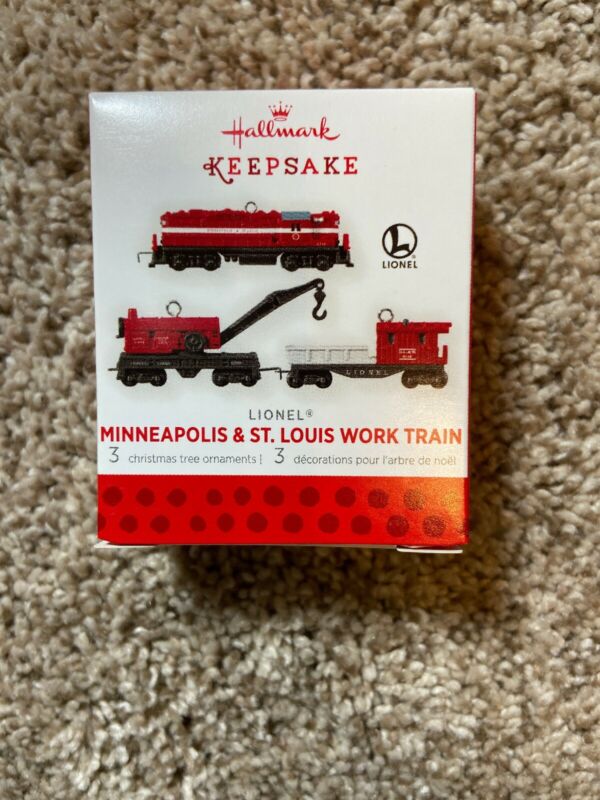 Hallmark
KEEPSAKE
LIONEL
LIONEL
LIONEL®
MINNEAPOLIS & ST. LOUIS WORK TRAIN
3 christmas tree ornaments | 3 décorations pour l'arbre de noël